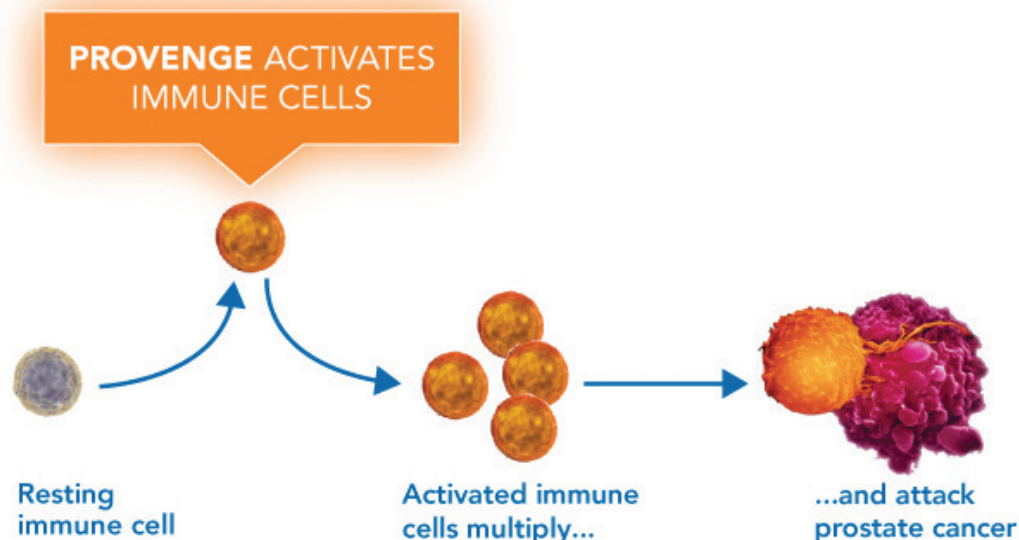 PROVENGE ACTIVATES
IMMUNE CELLS
Resting
immune cell
Activated immune
cells multiply...
...and attack
prostate cancer